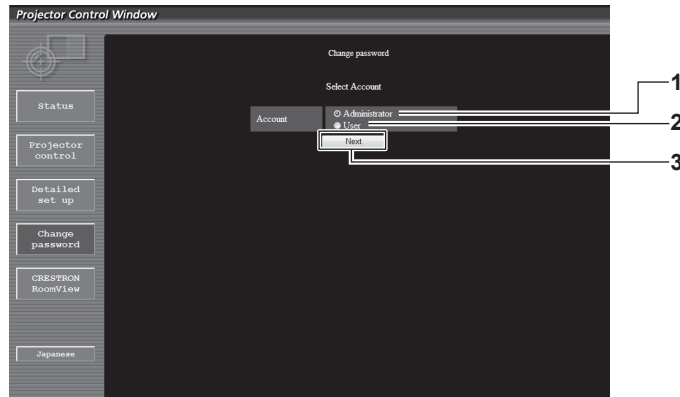 Projector Control Window
Change password
Select Account
Account
Administrator
User
Next
1
2
3
Status
Projector
control
Detailed
set up
Change
password
CRESTRON
RoomView
Japanese